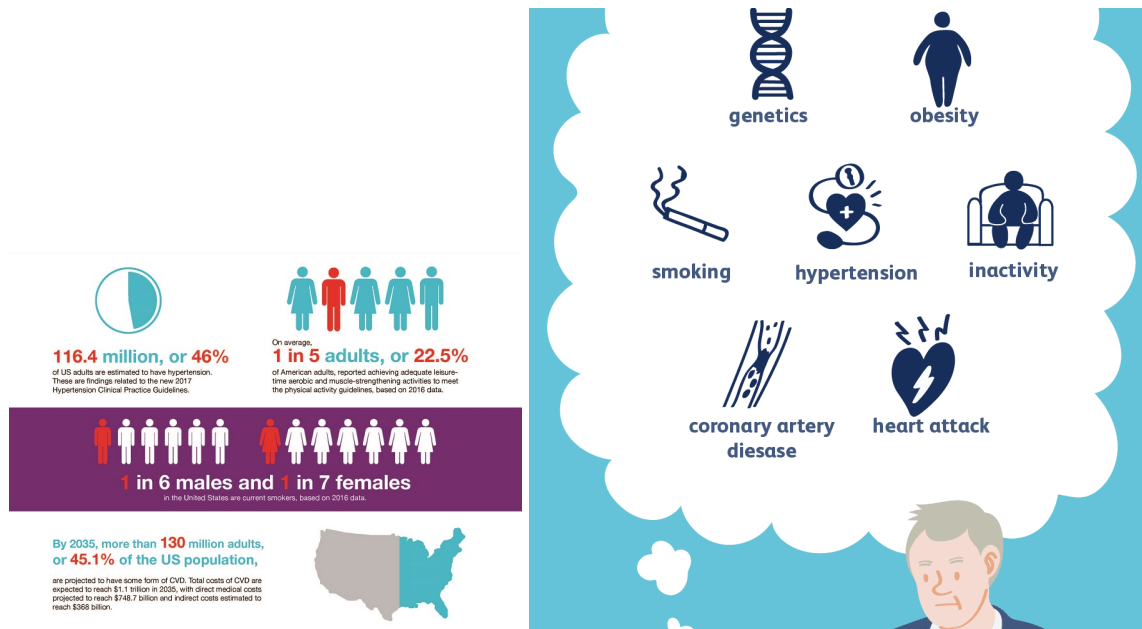 116.4 million, or 46%
of US adults are estimated to have hypertension.
These are findings related to the new 2017
Hypertension Clinical Practice Guidelines.
On average,
1 in 5 adults, or 22.5%
of American adults, reported achieving adequate leisure-
time aerobic and muscle-strengthening activities to meet
the physical activity guidelines, based on 2016 data.
1 in 6 males and 1 in 7 females
in the United States are current smokers, based on 2016 data.
By 2035, more than 130 million adults,
or 45.1% of the US population,
are projected to have some form of CVD. Total costs of CVD are
expected to reach $1.1 trillion in 2035, with direct medical costs
projected to reach $748.7 billion and indirect costs estimated to
reach $368 billion.
genetics
obesity
smoking
hypertension
inactivity
coronary artery
diesase
heart attack